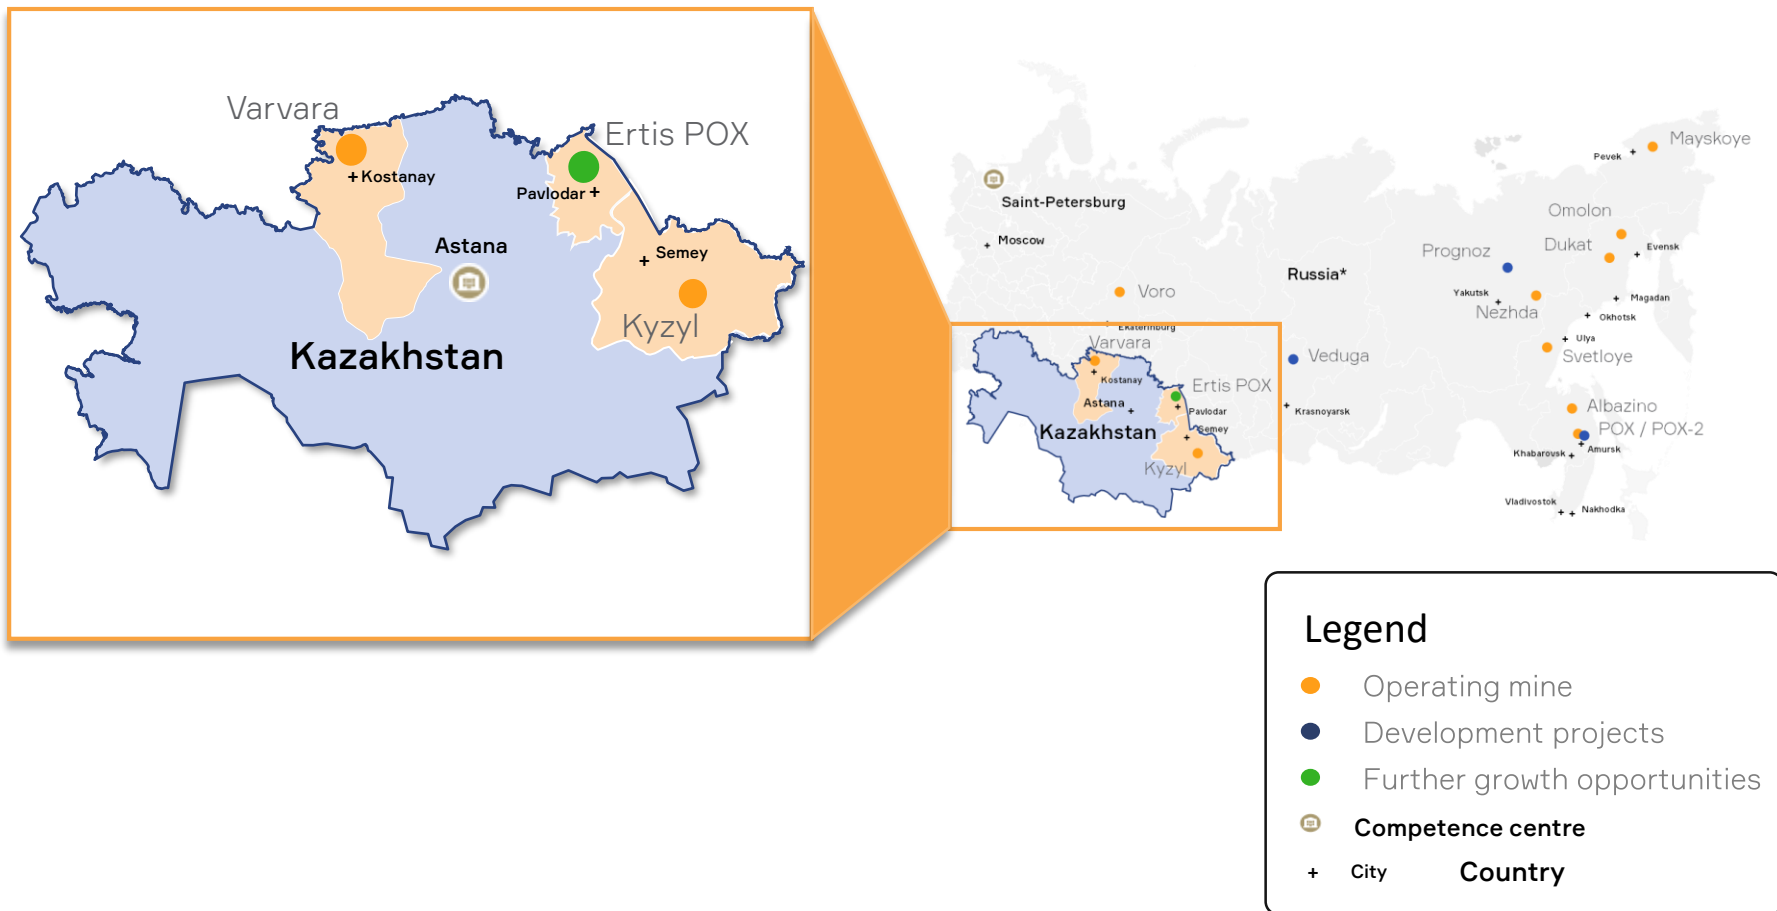 Varvara
Ertis POX
Kostanay
Pavlodar
Astana
Semey
Kyzyl
Kazakhstan
Mayskoye
Pevek
Saint-Petersburg
Omolon
Moscow
Dukat
Evensk
Prognoz
Russia*
Voro
Yakutsk
Magadan
Nezhda
Okhotsk
Ekaterinburg
Ulya
Varvara
Veduga
Svetloye
Kostanay
Ertis POX
Astana
Pavlodar
Krasnoyarsk
Albazino
Kazakhstan
Semey
POX / POX-2
Amursk
Khabarovsk
Kyzyl
Vladivostok
Nakhodka
Legend
Operating mine
Development projects
Further growth opportunities
Competence centre
City Country